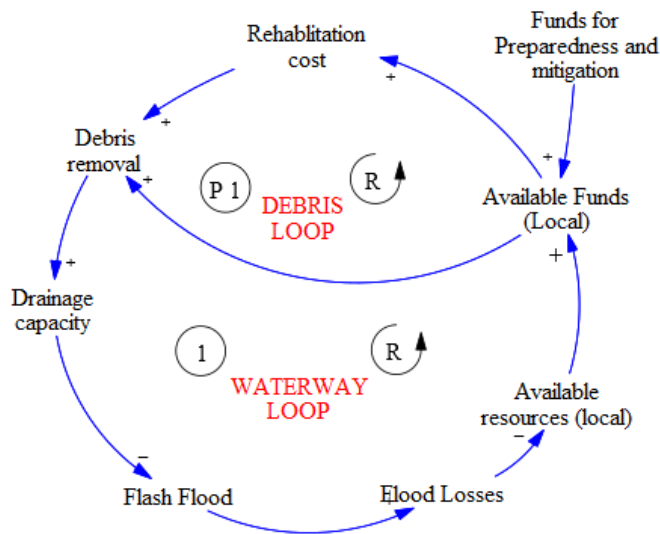 Rehablitation
cost
Funds for
Preparedness and
mitigation
+
+
+
Debris
removal
+
P 1
R
DEBRIS
LOOP
Available Funds
(Local)
+
+
Drainage
capacity
1
R
WATERWAY
LOOP
Available
resources (local)
−
−
Flash Flood
Flood Losses